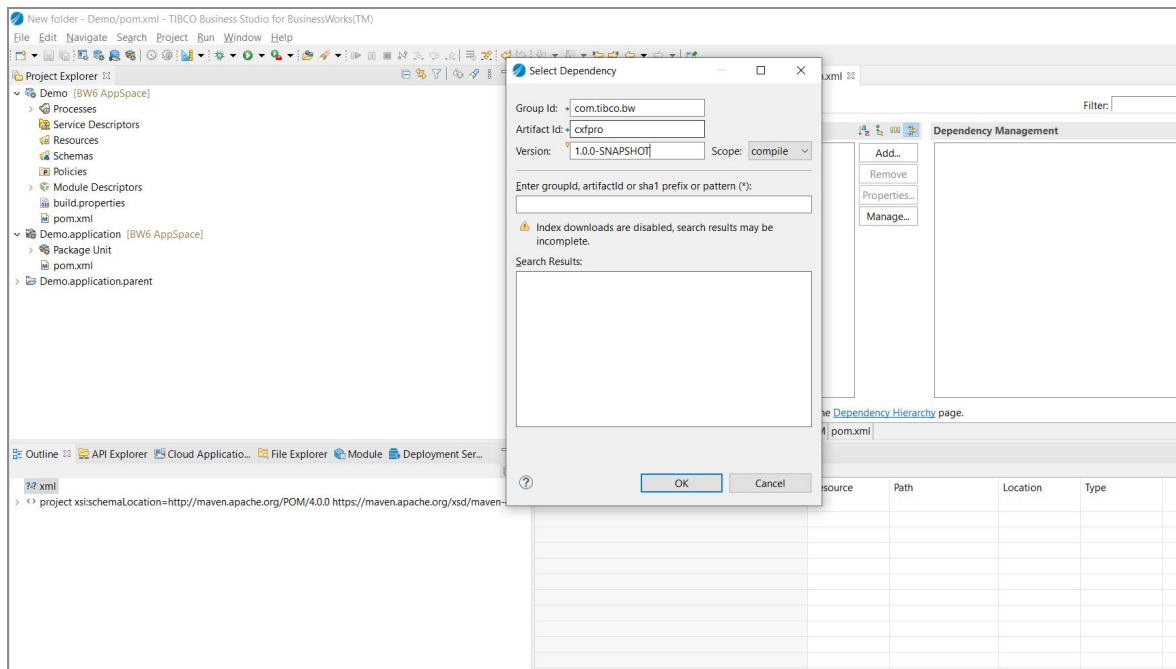 New folder - Demo/pom.xml - TIBCO Business Studio for BusinessWorks(TM)
File Edit Navigate Search Project Run Window Help
Project Explorer
Demo [BW6 AppSpace]
Processes
Service Descriptors
Resources
Schemas
Policies
Module Descriptors
build.properties
pom.xml
Demo.application [BW6 AppSpace]
Package Unit
pom.xml
Demo.application.parent
Select Dependency
Group Id: * com.tibco.bw
Artifact Id: * cxfpro
Version: 1.0.0-SNAPSHOT Scope: compile
Enter groupId, artifactId or sha1 prefix or pattern (*):
Index downloads are disabled, search results may be
incomplete.
Search Results:
OK Cancel
.xml
Filter:
Dependency Management
Add...
Remove
Properties...
Manage...
Dependency Hierarchy page.
pom.xml
Outline API Explorer Cloud Applicatio... File Explorer Module Deployment Ser...
?-? xml
project xsi:schemaLocation=http://maven.apache.org/POM/4.0.0 https://maven.apache.org/xsd/maven-
Path Location Type